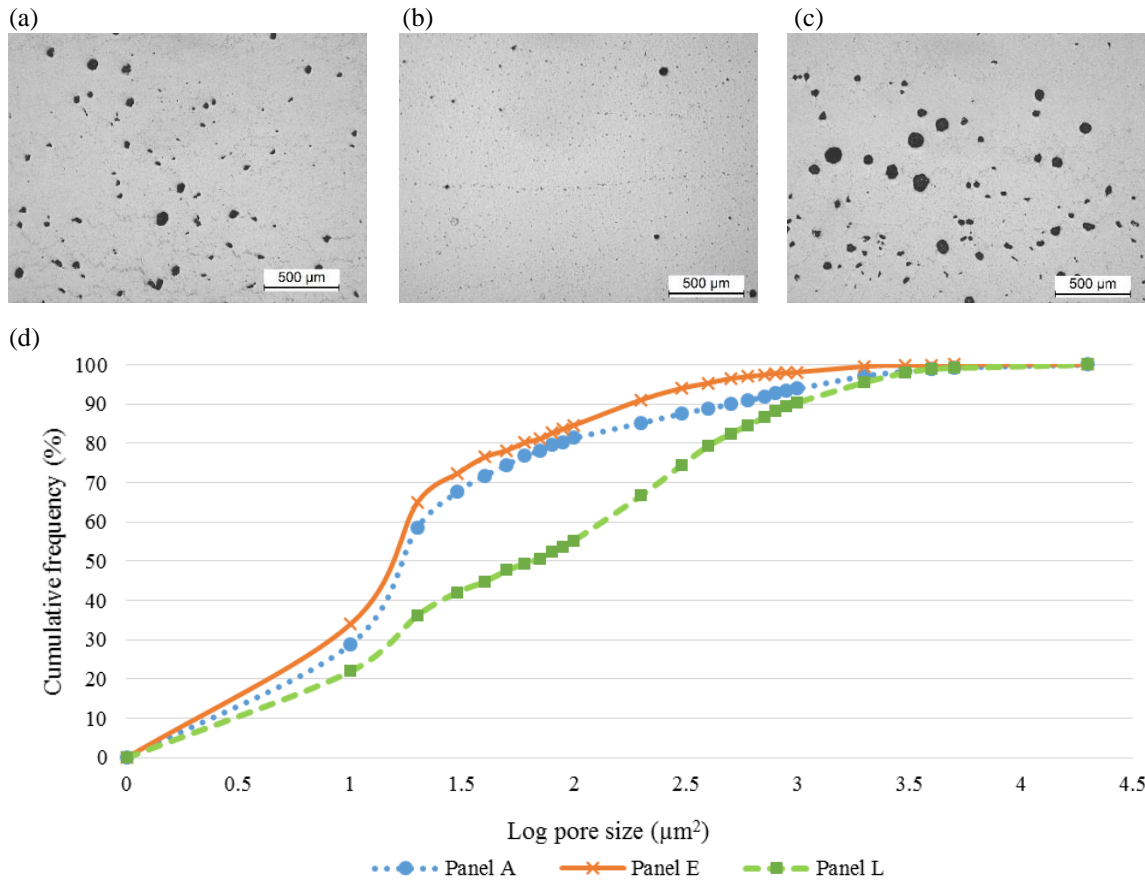 (a) (b) (c)
500 µm 500 µm 500 µm
(d)
100
90
80
70
60
50
40
30
20
10
0
Cumulative frequency (%)
0 0.5 1 1.5 2 2.5 3 3.5 4 4.5
Log pore size (µm²)
Panel A Panel E Panel L